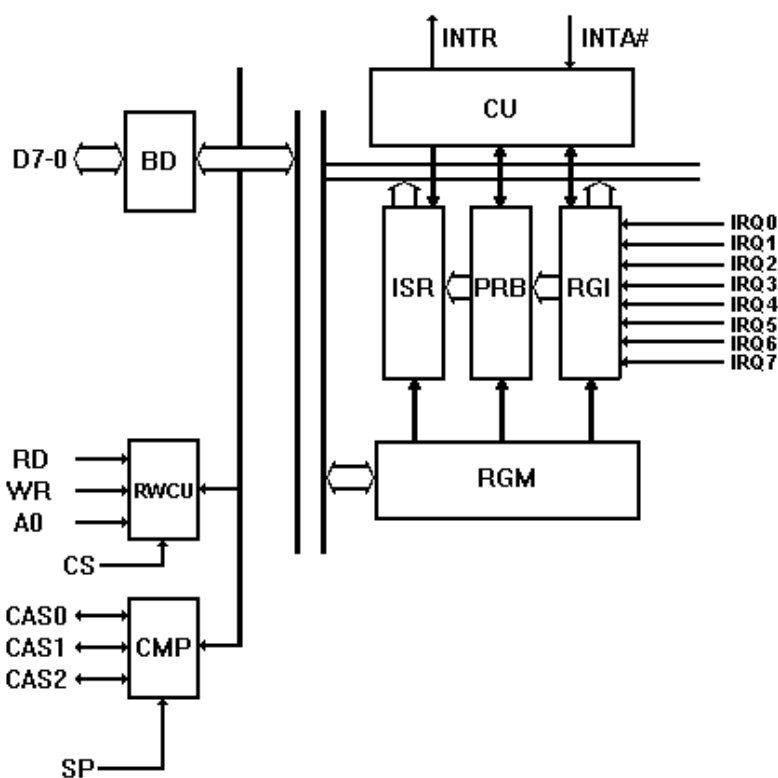 INTR
INTA#
CU
D7-0
BD
ISR
PRB
RGI
IRQ0
IRQ1
IRQ2
IRQ3
IRQ4
IRQ5
IRQ6
IRQ7
RGM
RD
WR
A0
RWCU
CS
CAS0
CAS1
CAS2
CMP
SP